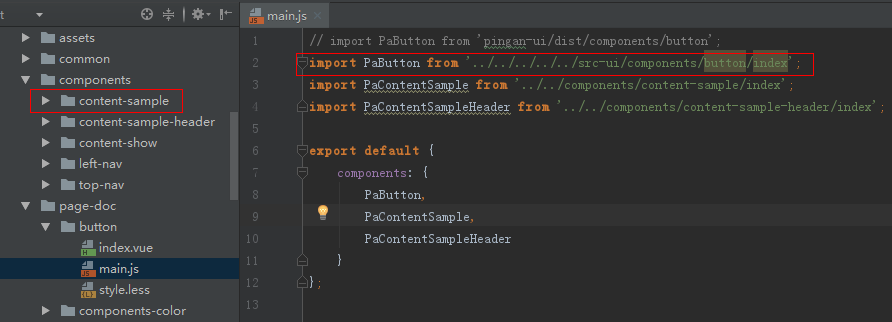 t
assets
common
components
content-sample
content-sample-header
content-show
left-nav
top-nav
page-doc
button
index.vue
main.js
style.less
components-color
main.js
1 // import PaButton from 'pingan-ui/dist/components/button';
2 import PaButton from '../../../../../src-ui/components/button/index';
3 import PaContentSample from '../../components/content-sample/index';
4 import PaContentSampleHeader from '../../components/content-sample-header/index';
5
6 export default {
7 components: {
8 PaButton,
9 PaContentSample,
10 PaContentSampleHeader
11 }
12 };
13